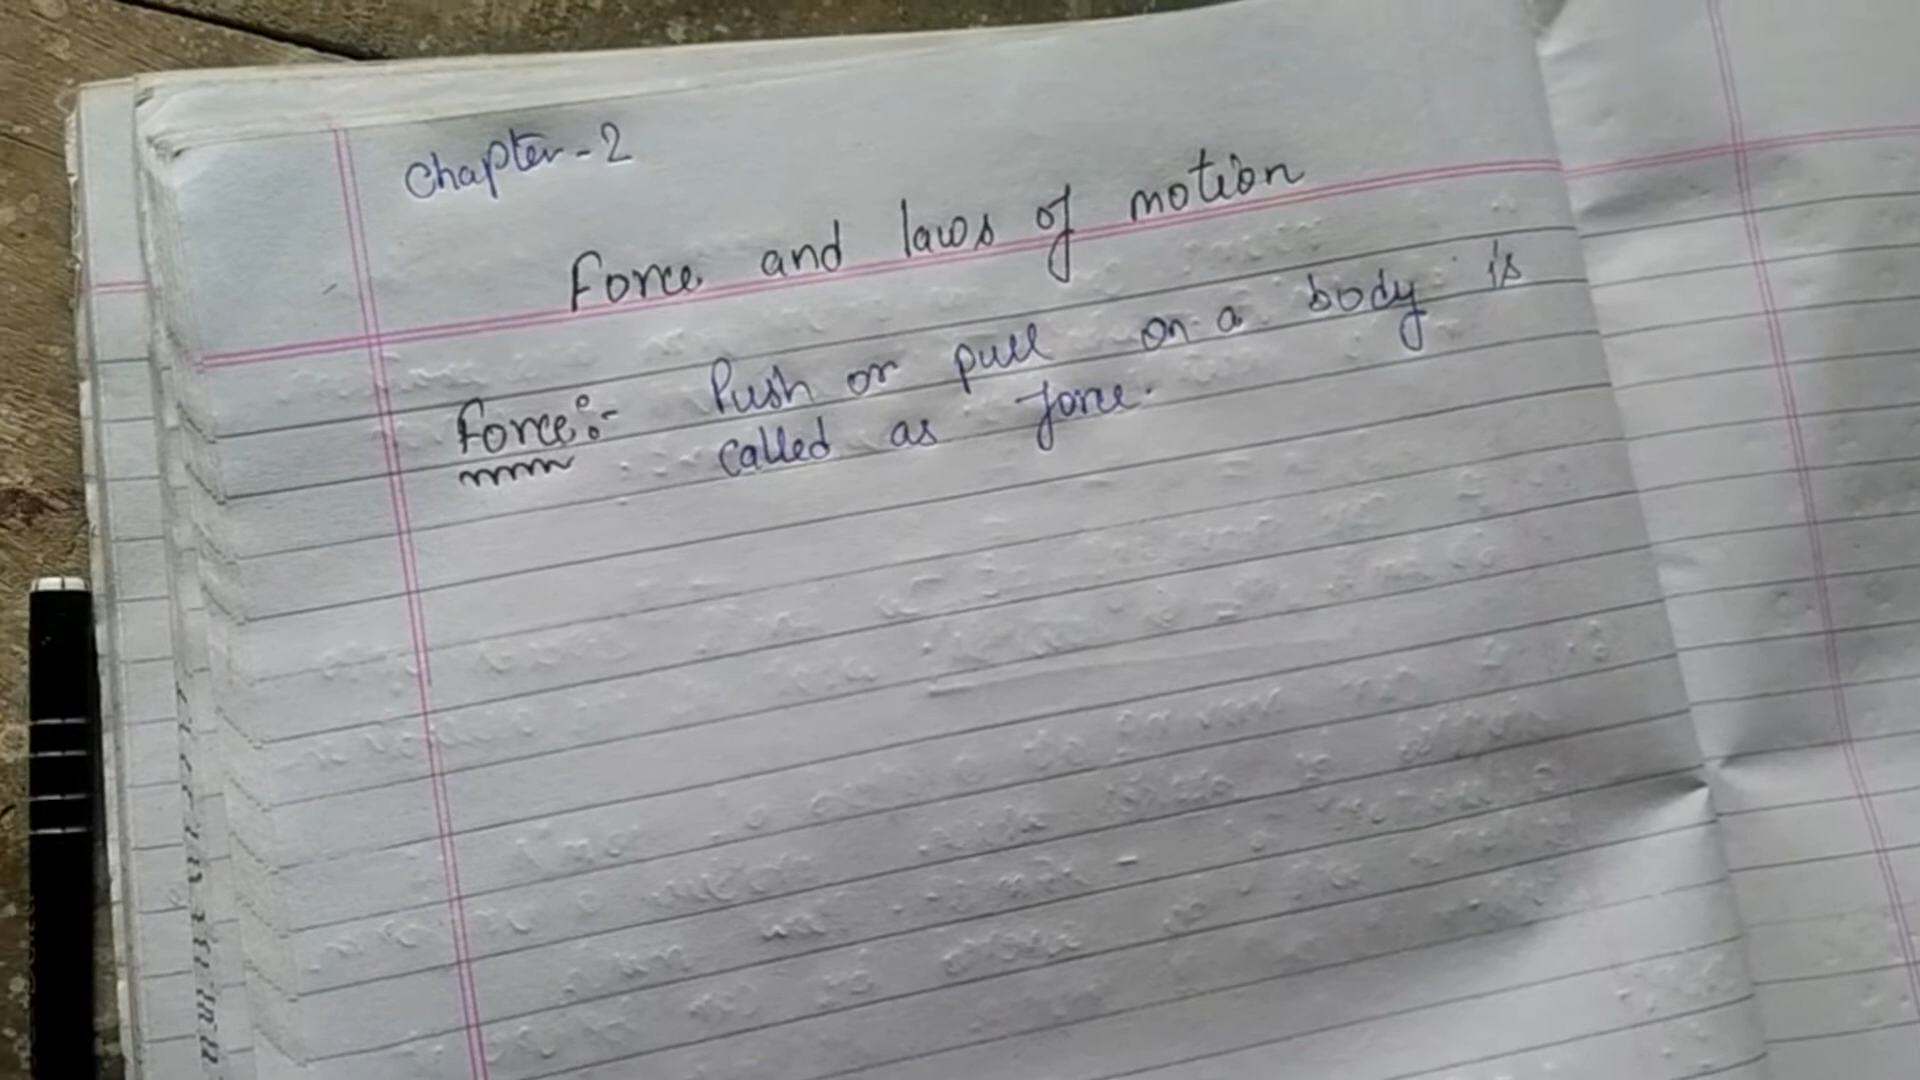 Chapter-2
Force and laws of motion
Force:- Push or pull on a body is
called as force.